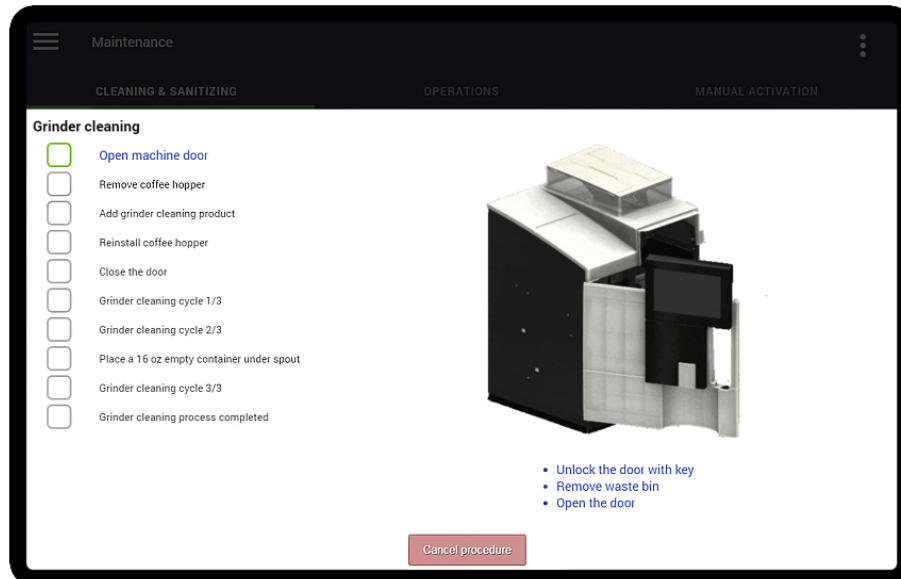 Maintenance
CLEANING & SANITIZING
OPERATIONS
MANUAL ACTIVATION
Grinder cleaning
Open machine door
Remove coffee hopper
Add grinder cleaning product
Reinstall coffee hopper
Close the door
Grinder cleaning cycle 1/3
Grinder cleaning cycle 2/3
Place a 16 oz empty container under spout
Grinder cleaning cycle 3/3
Grinder cleaning process completed
• Unlock the door with key
• Remove waste bin
• Open the door
Cancel procedure